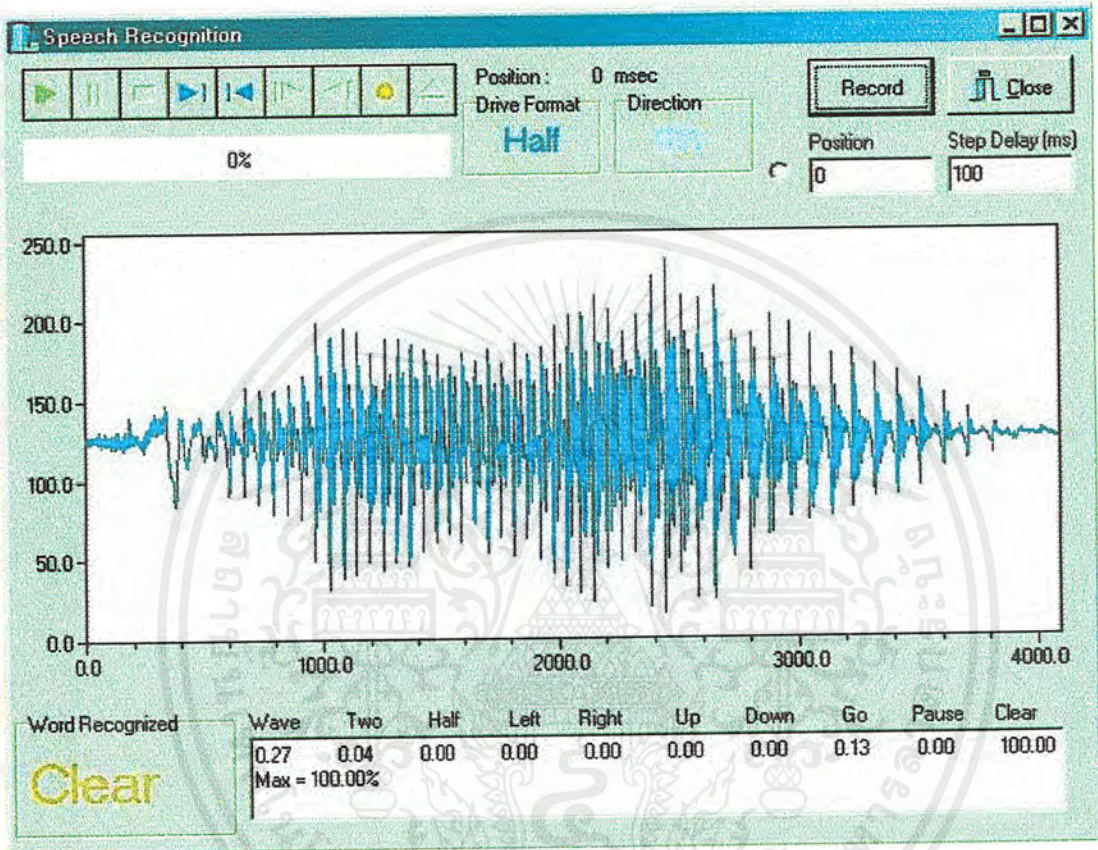 Speech Recognition
Position : 0 msec
Record
Close
Drive Format
Direction
Half
0%
Position
Step Delay (ms)
0
100
250.0
200.0
150.0
100.0
50.0
0.0
0.0 1000.0 2000.0 3000.0 4000.0
Word Recognized
Clear
Wave Two Half Left Right Up Down Go Pause Clear
0.27 0.04 0.00 0.00 0.00 0.00 0.00 0.13 0.00 100.00
Max = 100.00%